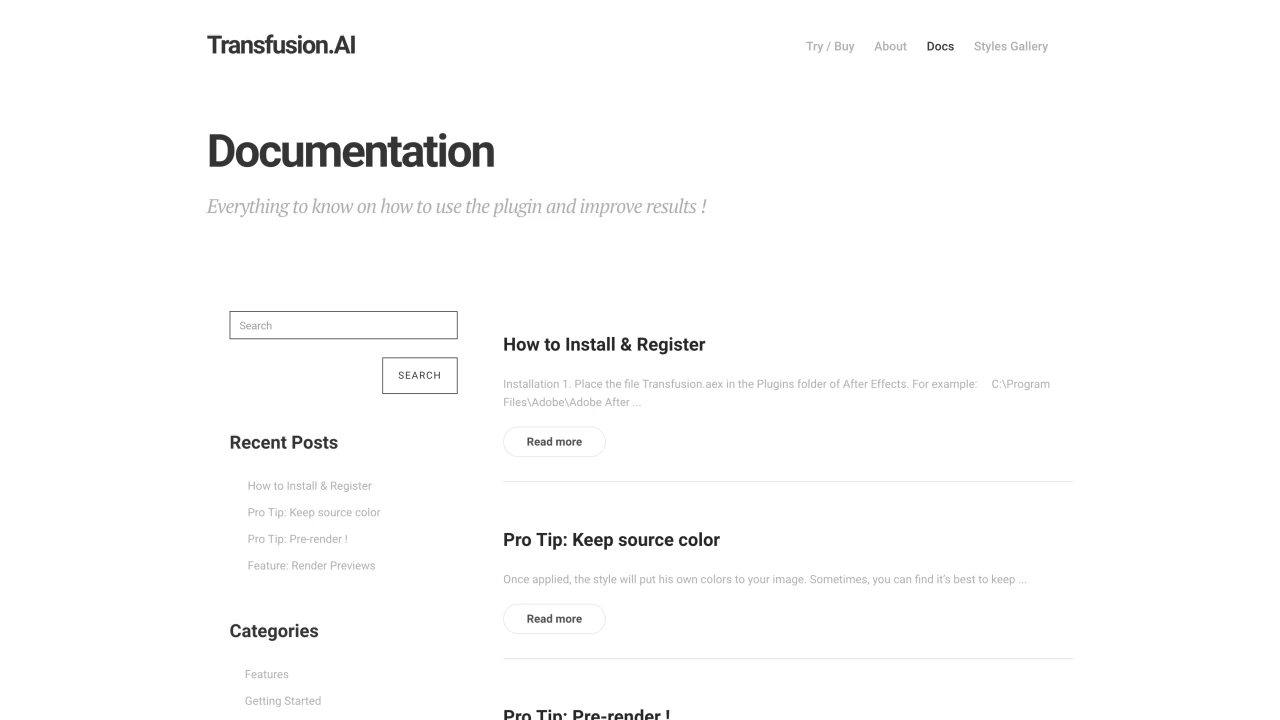 Transfusion.AI
Try / Buy
About
Docs
Styles Gallery
Documentation
Everything to know on how to use the plugin and improve results !
Search
SEARCH
Recent Posts
How to Install & Register
Pro Tip: Keep source color
Pro Tip: Pre-render !
Feature: Render Previews
Categories
Features
Getting Started
How to Install & Register
Installation 1. Place the file Transfusion.aex in the Plugins folder of After Effects. For example:     C:\Program
Files\Adobe\Adobe After ...
Read more
Pro Tip: Keep source color
Once applied, the style will put his own colors to your image. Sometimes, you can find it's best to keep ...
Read more
Pro Tip: Pre-render !